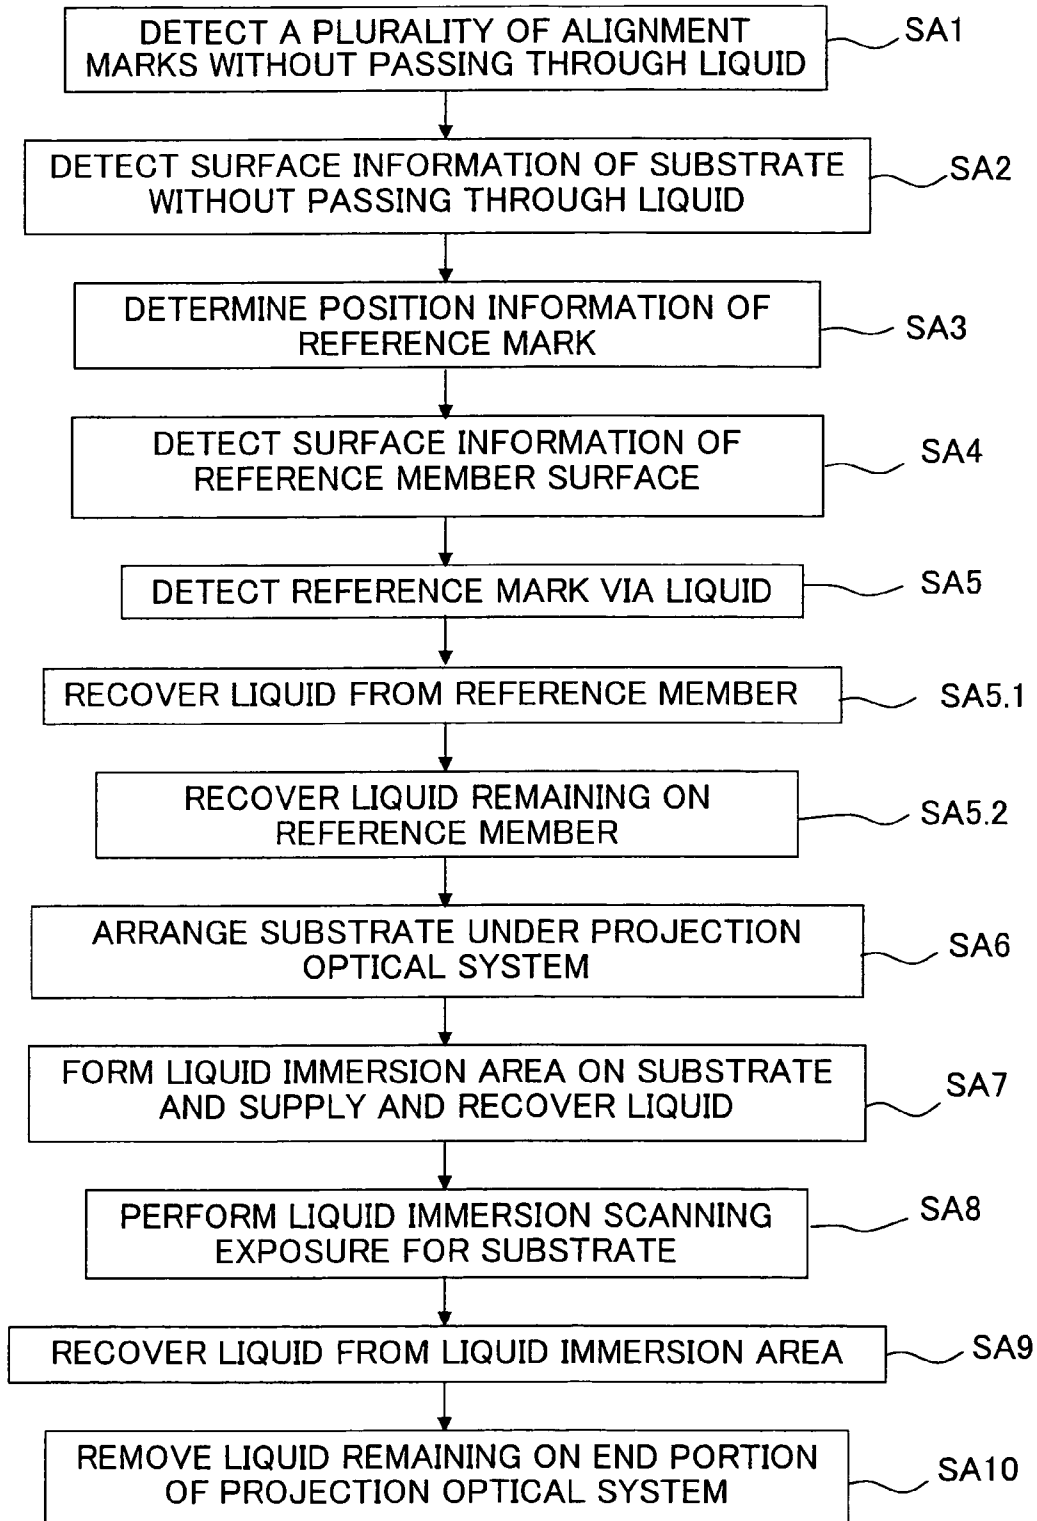 DETECT A PLURALITY OF ALIGNMENT
MARKS WITHOUT PASSING THROUGH LIQUID
SA1
DETECT SURFACE INFORMATION OF SUBSTRATE
WITHOUT PASSING THROUGH LIQUID
SA2
DETERMINE POSITION INFORMATION OF
REFERENCE MARK
SA3
DETECT SURFACE INFORMATION OF
REFERENCE MEMBER SURFACE
SA4
DETECT REFERENCE MARK VIA LIQUID
SA5
RECOVER LIQUID FROM REFERENCE MEMBER
SA5.1
RECOVER LIQUID REMAINING ON
REFERENCE MEMBER
SA5.2
ARRANGE SUBSTRATE UNDER PROJECTION
OPTICAL SYSTEM
SA6
FORM LIQUID IMMERSION AREA ON SUBSTRATE
AND SUPPLY AND RECOVER LIQUID
SA7
PERFORM LIQUID IMMERSION SCANNING
EXPOSURE FOR SUBSTRATE
SA8
RECOVER LIQUID FROM LIQUID IMMERSION AREA
SA9
REMOVE LIQUID REMAINING ON END PORTION
OF PROJECTION OPTICAL SYSTEM
SA10